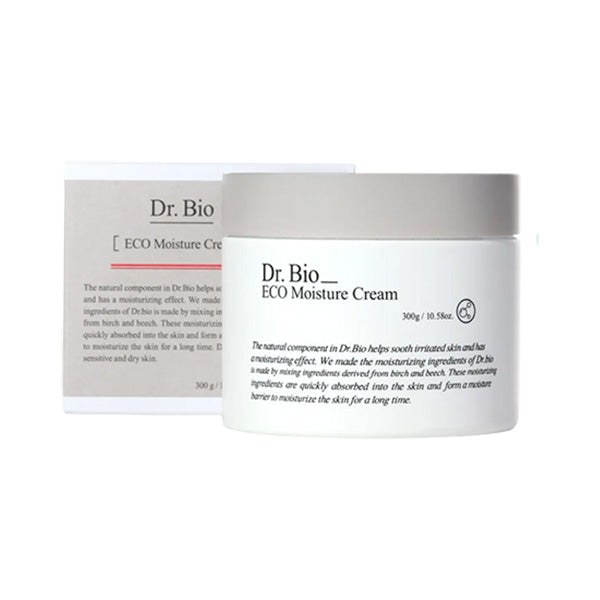 Dr. Bio
[ ECO Moisture Cre
The natural component in Dr.Bio helps s
and has a moisturizing effect. We made
ingredients of Dr.bio is made by mixing in
from birch and beech. These moisturizing
quickly absorbed into the skin and form a
to moisturize the skin for a long time. D
sensitive and dry skin.
300 g /
Dr. Bio_
ECO Moisture Cream
300g / 10.58oz.
The natural component in Dr.Bio helps sooth irritated skin and has
a moisturizing effect. We made the moisturizing ingredients of Dr.bio
is made by mixing ingredients derived from birch and beech. These moisturizing
ingredients are quickly absorbed into the skin and form a moisture
barrier to moisturize the skin for a long time.